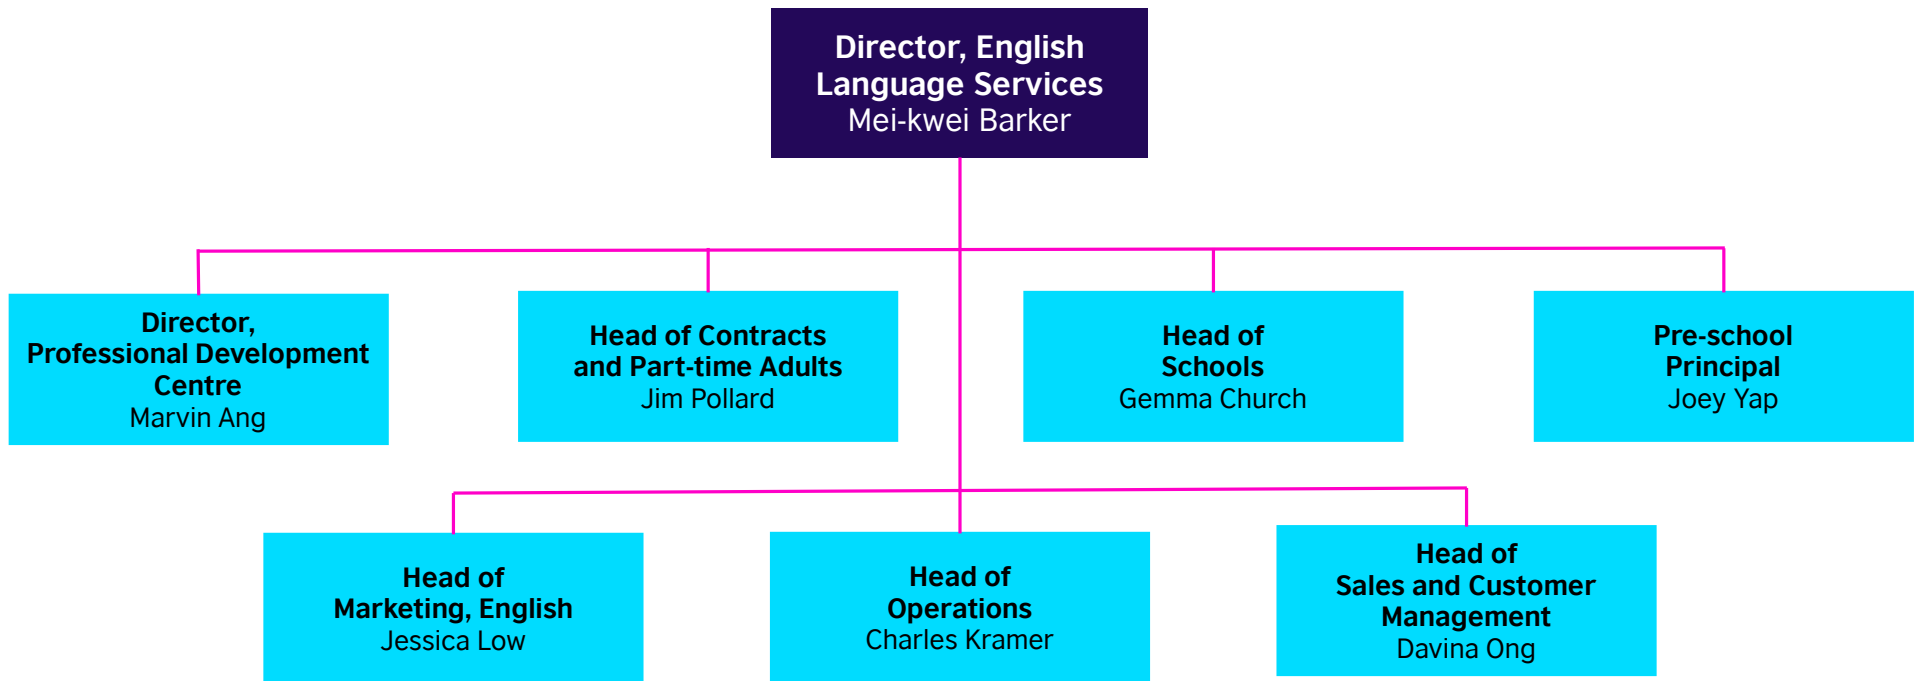 Director, English
Language Services
Mei-kwei Barker
Director,
Professional Development
Centre
Marvin Ang
Head of Contracts
and Part-time Adults
Jim Pollard
Head of
Schools
Gemma Church
Pre-school
Principal
Joey Yap
Head of
Marketing, English
Jessica Low
Head of
Operations
Charles Kramer
Head of
Sales and Customer
Management
Davina Ong